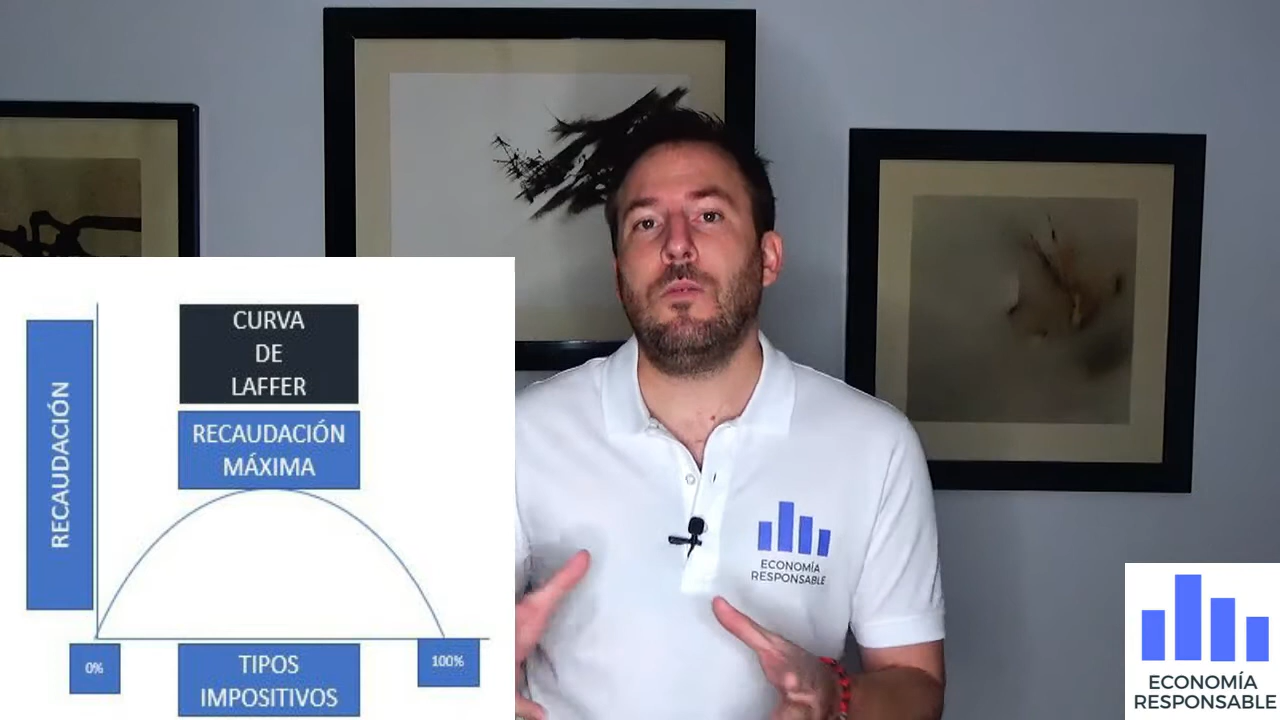 CURVA
DE
LAFFER
RECAUDACIÓN
MÁXIMA
RECAUDACIÓN
0%
TIPOS
IMPOSITIVOS
100%
ECONOMÍA
RESPONSABLE
ECONOMÍA
RESPONSABLE